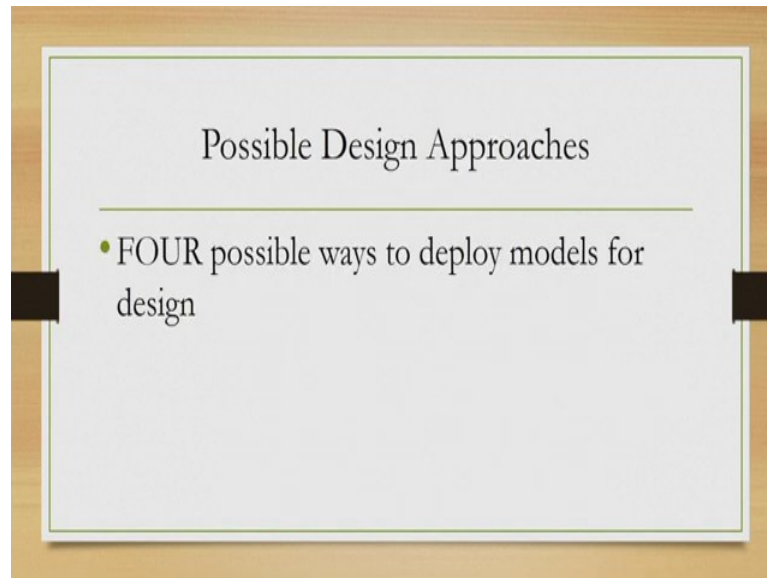 Possible Design Approaches
• FOUR possible ways to deploy models for
design